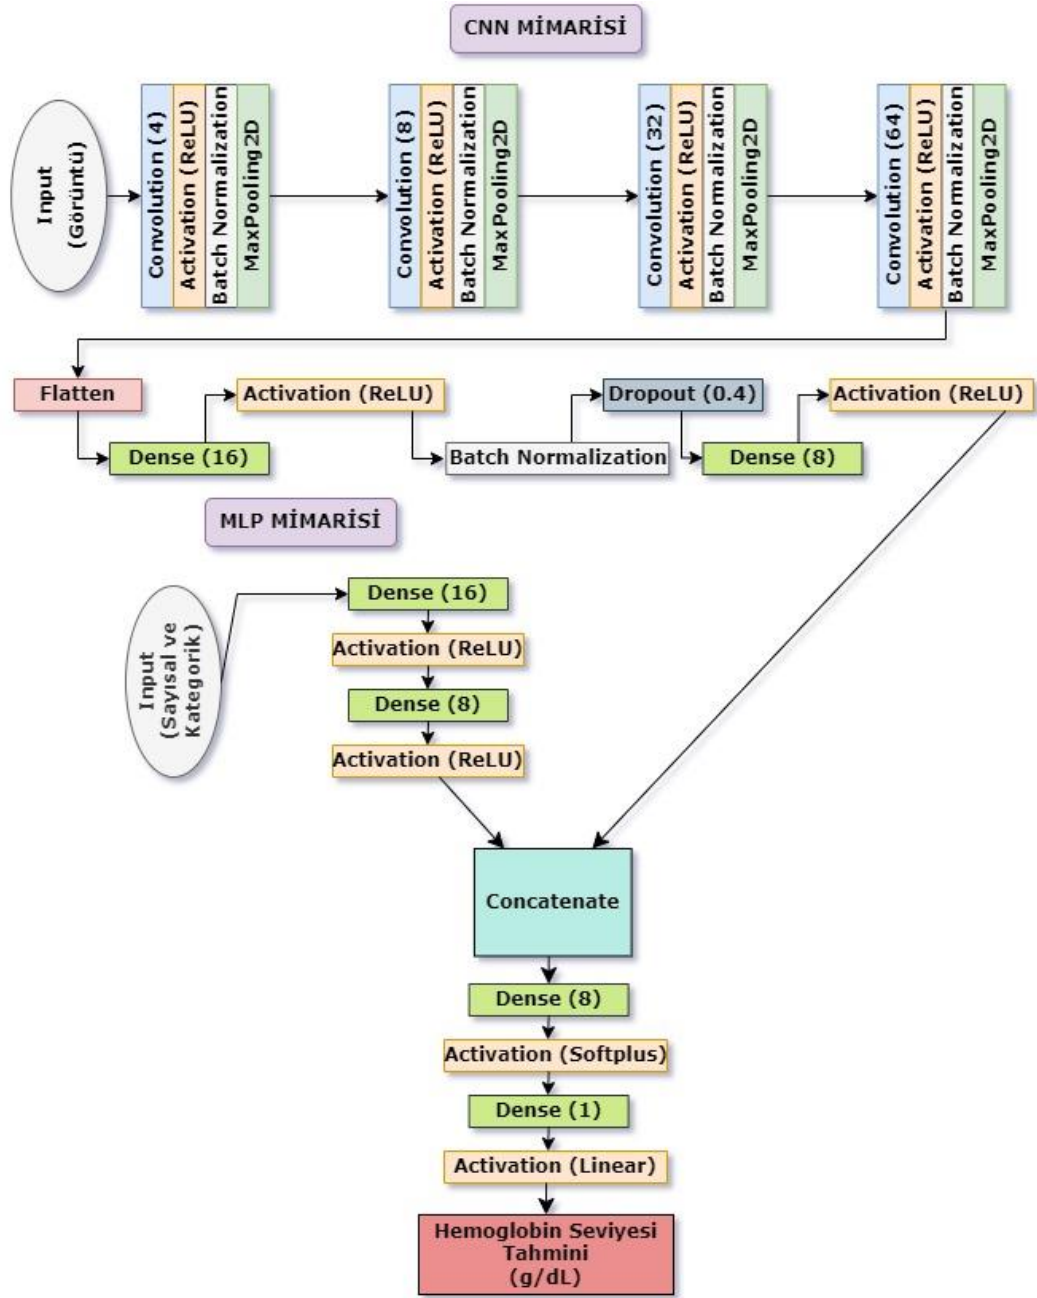 CNN MİMARİSİ
Input
(Görüntü)
Convolution (4)
Activation (ReLU)
Batch Normalization
MaxPooling2D
Convolution (8)
Activation (ReLU)
Batch Normalization
MaxPooling2D
Convolution (32)
Activation (ReLU)
Batch Normalization
MaxPooling2D
Convolution (64)
Activation (ReLU)
Batch Normalization
MaxPooling2D
Flatten
Dense (16)
Activation (ReLU)
Batch Normalization
Dropout (0.4)
Dense (8)
Activation (ReLU)
MLP MİMARİSİ
Input
(Sayısal ve
Kategorik)
Dense (16)
Activation (ReLU)
Dense (8)
Activation (ReLU)
Concatenate
Dense (8)
Activation (Softplus)
Dense (1)
Activation (Linear)
Hemoglobin Seviyesi
Tahmini
(g/dL)